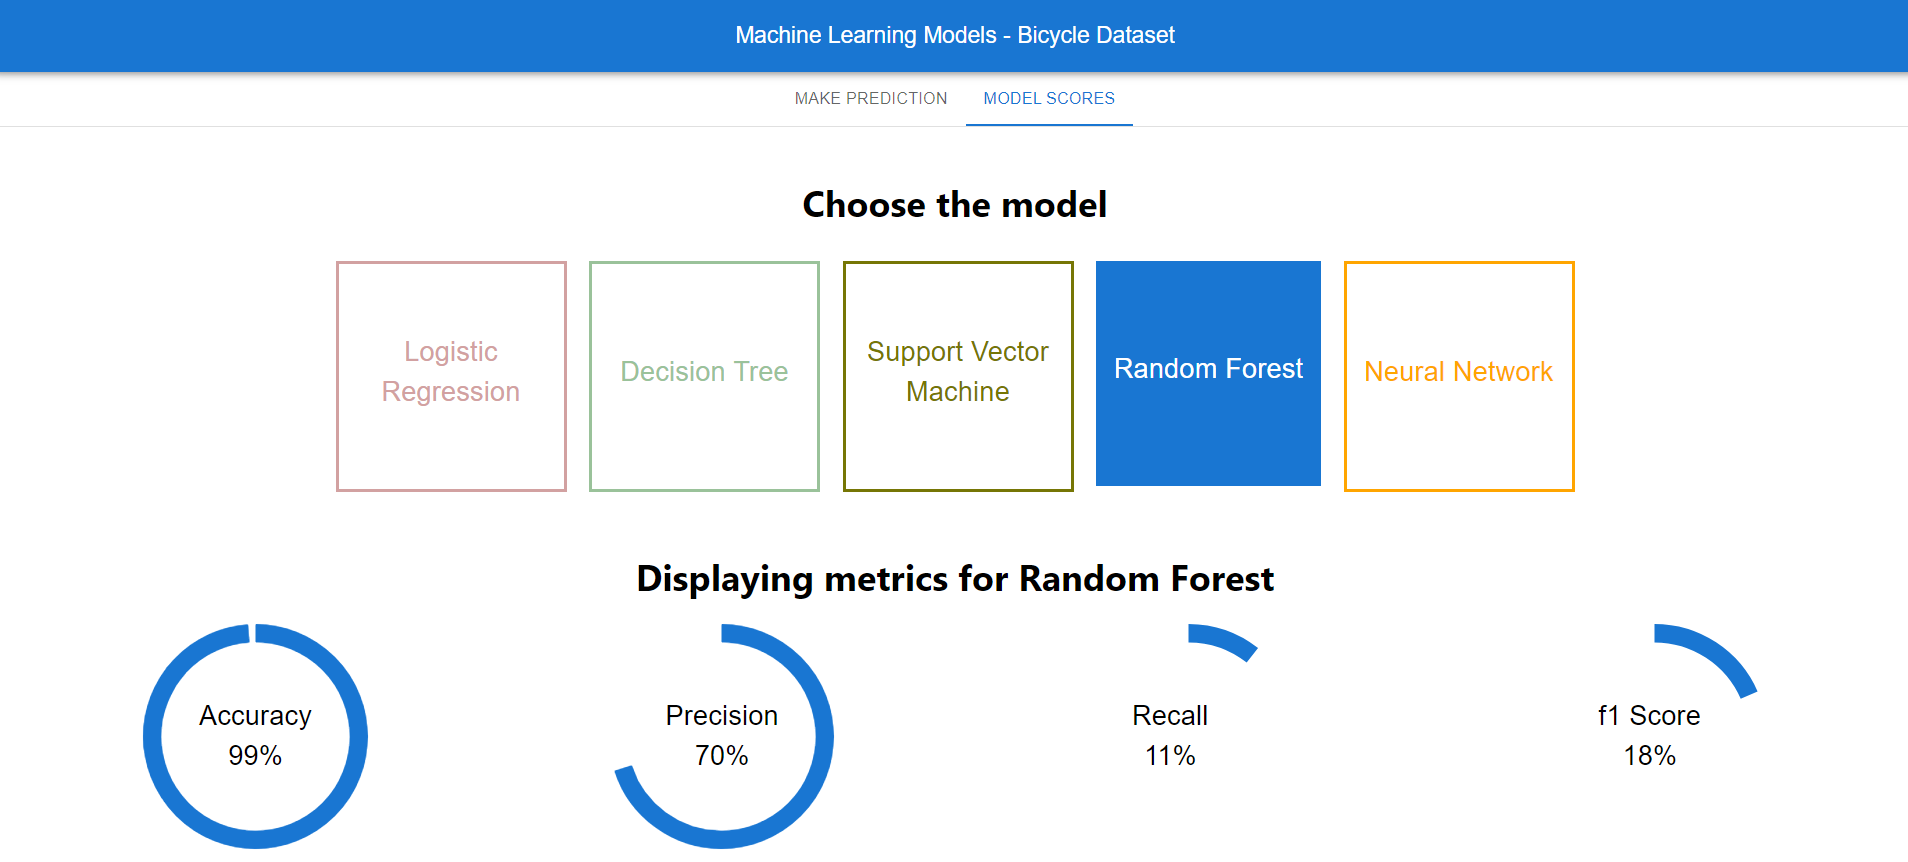 Machine Learning Models - Bicycle Dataset
MAKE PREDICTION
MODEL SCORES
Choose the model
Logistic
Regression
Decision Tree
Support Vector
Machine
Random Forest
Neural Network
Displaying metrics for Random Forest
Accuracy
99%
Precision
70%
Recall
11%
f1 Score
18%